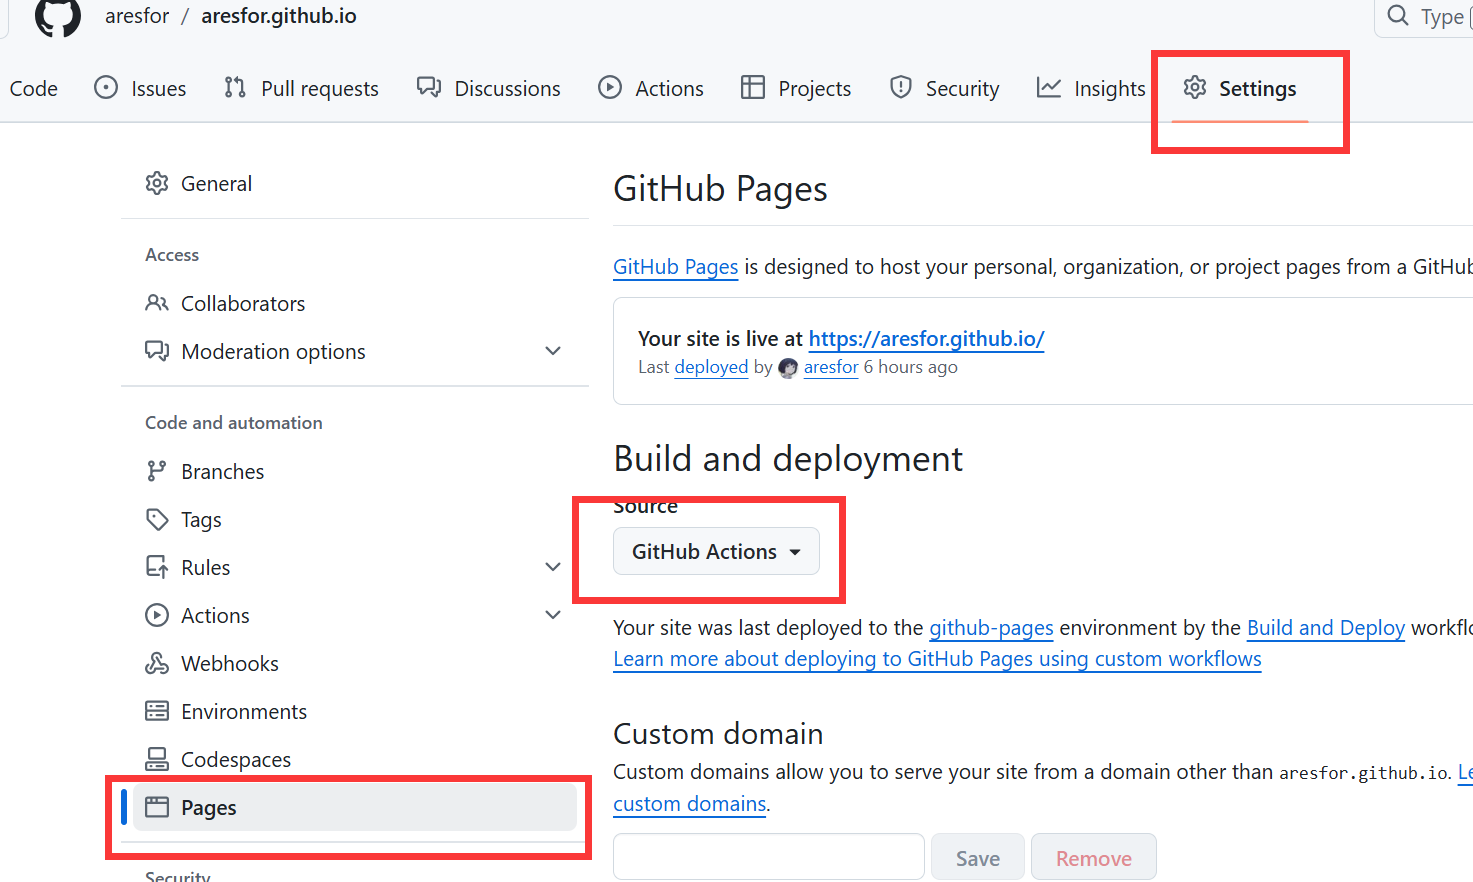 aresfor / aresfor.github.io
Type
Code
Issues
Pull requests
Discussions
Actions
Projects
Security
Insights
Settings
General
Access
Collaborators
Moderation options
Code and automation
Branches
Tags
Rules
Actions
Webhooks
Environments
Codespaces
Pages
Security
GitHub Pages
GitHub Pages is designed to host your personal, organization, or project pages from a GitHub
Your site is live at https://aresfor.github.io/
Last deployed by aresfor 6 hours ago
Build and deployment
Source
GitHub Actions
Your site was last deployed to the github-pages environment by the Build and Deploy
Learn more about deploying to GitHub Pages using custom workflows
Custom domain
Custom domains allow you to serve your site from a domain other than aresfor.github.io.
custom domains.
Save
Remove